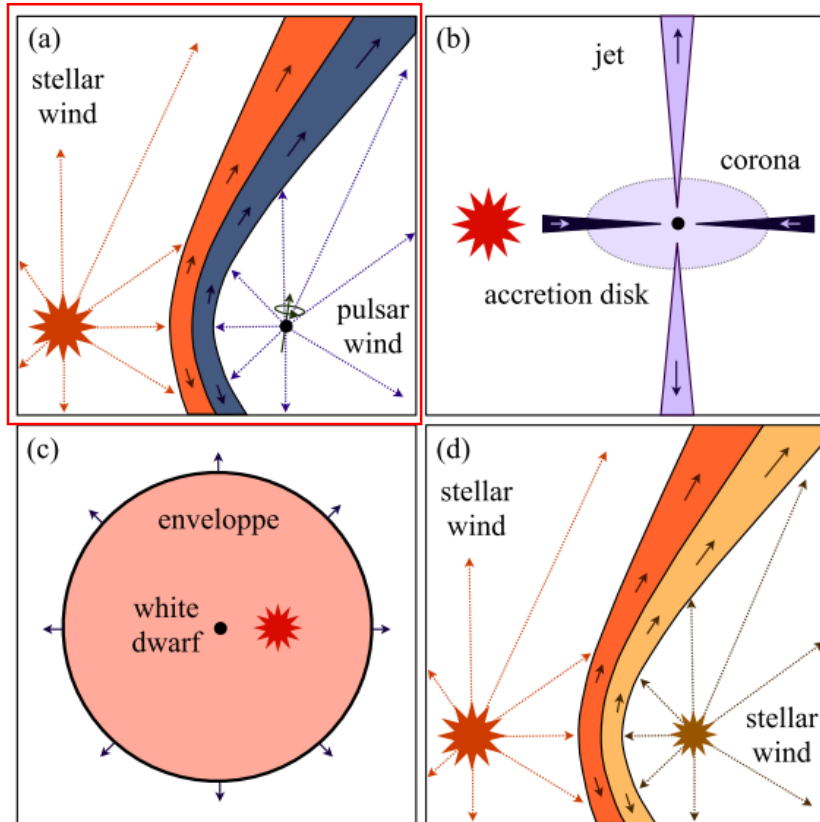 (a)
stellar
wind
pulsar
wind
(b)
jet
corona
accretion disk
(c)
enveloppe
white
dwarf
(d)
stellar
wind
stellar
wind